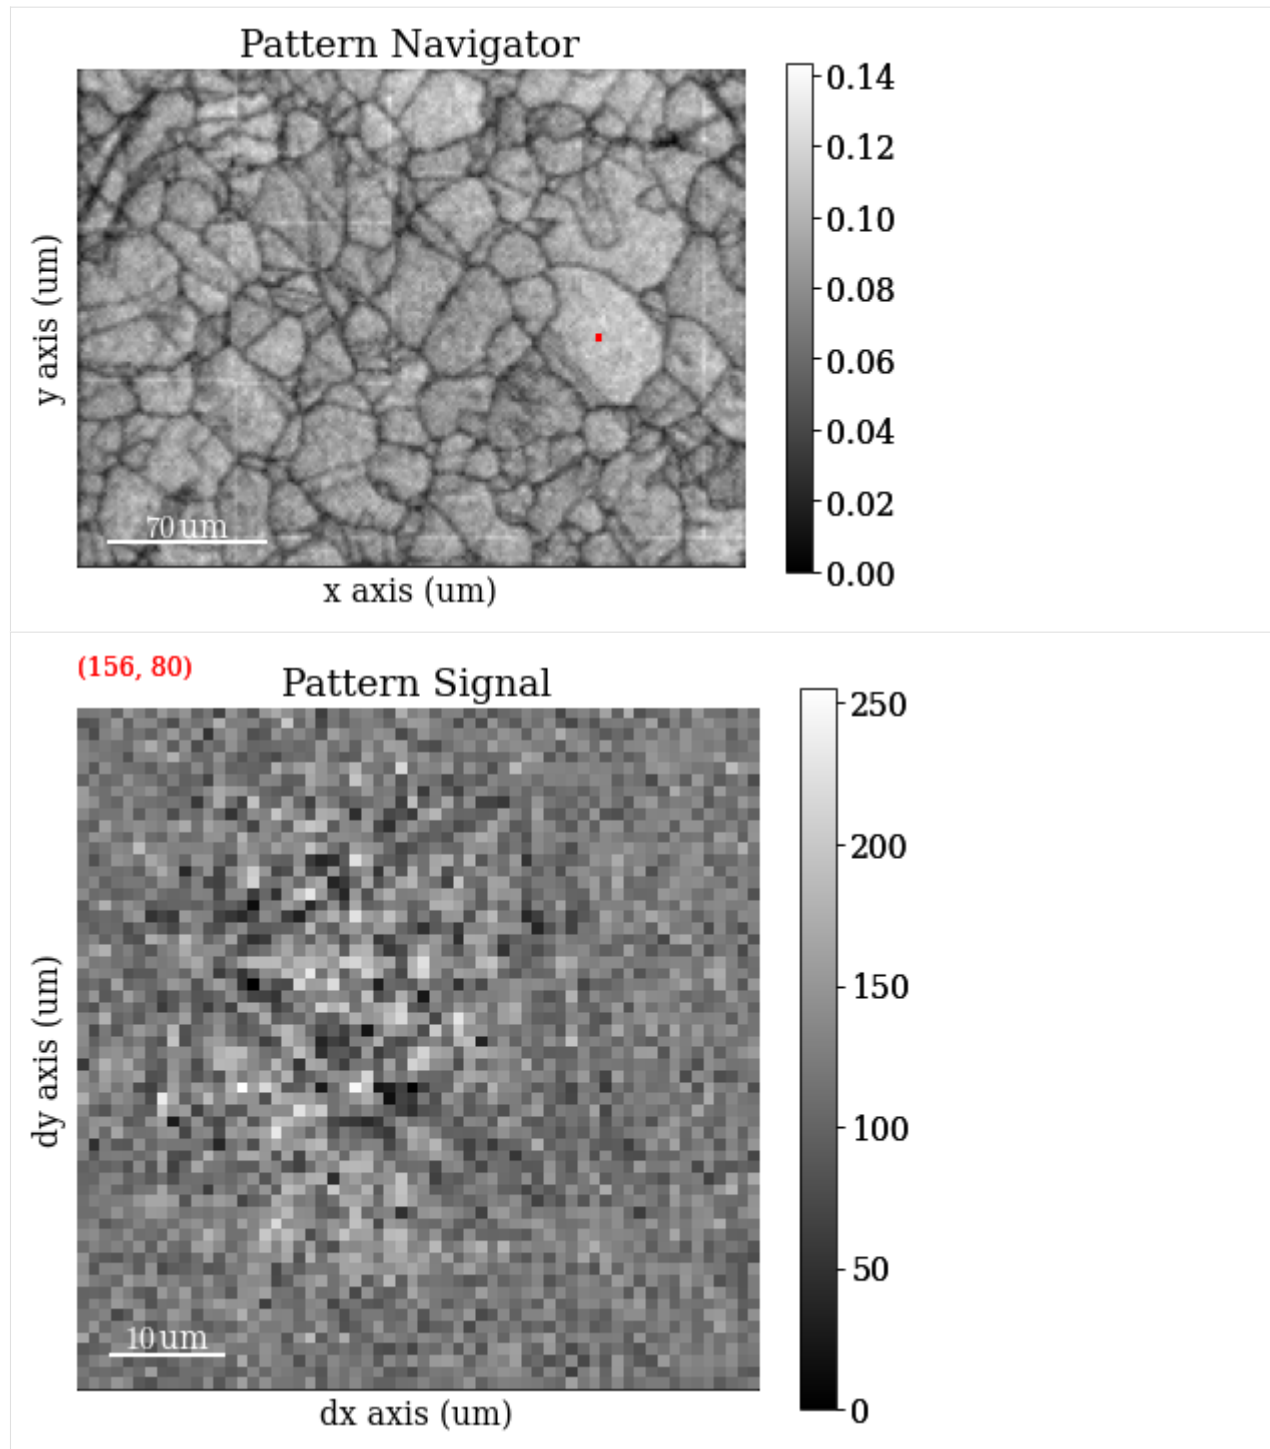 Pattern Navigator
y axis (um)
70 um
x axis (um)
0.14
0.12
0.10
0.08
0.06
0.04
0.02
0.00
(156, 80)
Pattern Signal
dy axis (um)
10 um
dx axis (um)
250
200
150
100
50
0